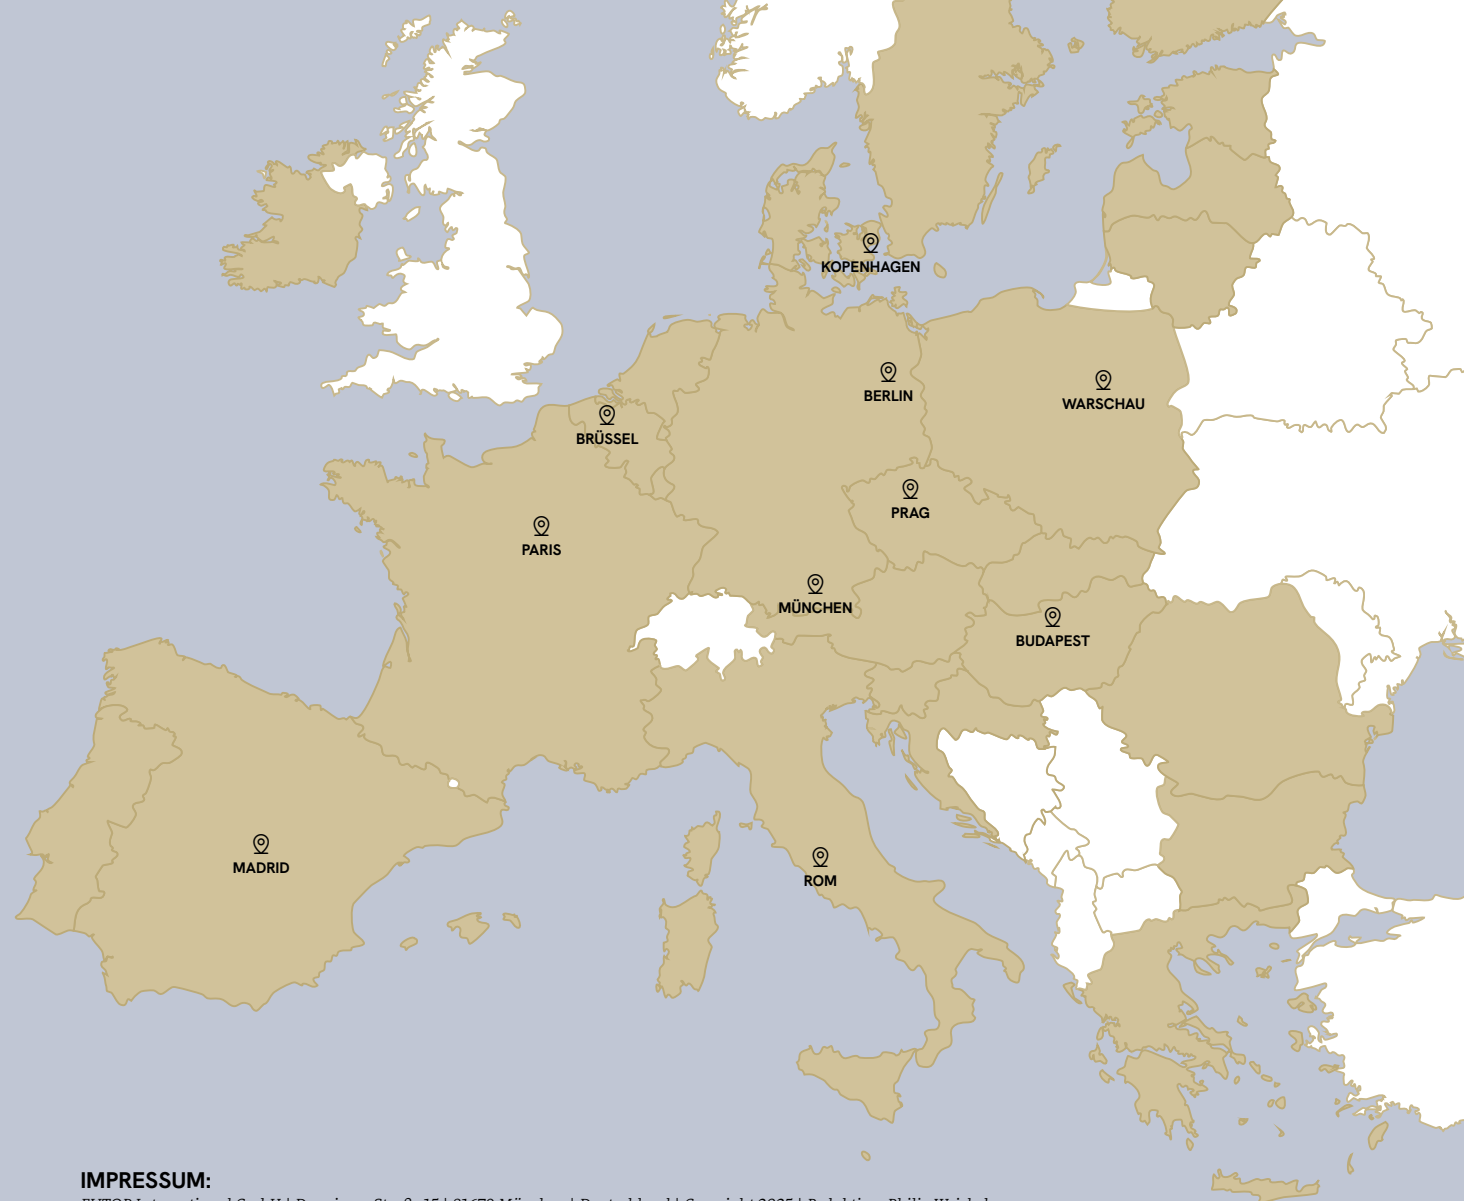 KOPENHAGEN
BERLIN
WARSCHAU
BRÜSSEL
PRAG
PARIS
MÜNCHEN
BUDAPEST
MADRID
ROM
IMPRESSUM: